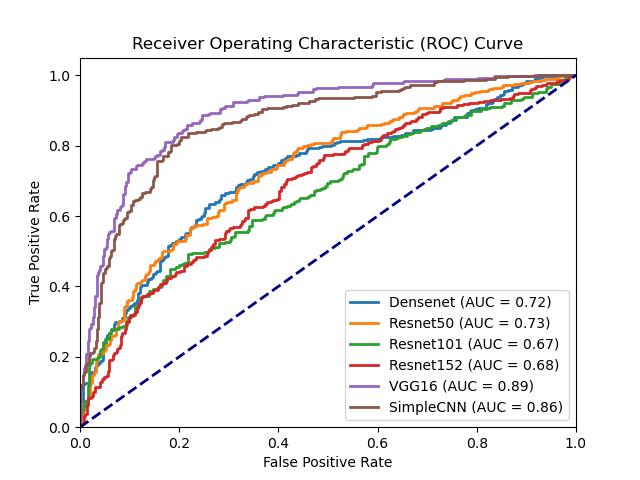 Receiver Operating Characteristic (ROC) Curve
True Positive Rate
1.0
0.8
0.6
0.4
0.2
0.0
Densenet (AUC = 0.72)
Resnet50 (AUC = 0.73)
Resnet101 (AUC = 0.67)
Resnet152 (AUC = 0.68)
VGG16 (AUC = 0.89)
SimpleCNN (AUC = 0.86)
0.0 0.2 0.4 0.6 0.8 1.0
False Positive Rate